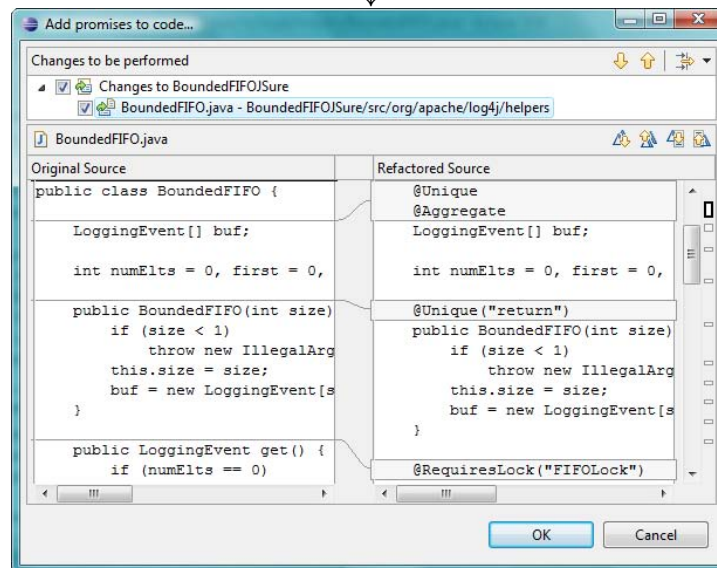 Add promises to code...
Changes to be performed
Changes to BoundedFIFOJSure
BoundedFIFO.java - BoundedFIFOJSure/src/org/apache/log4j/helpers
BoundedFIFO.java
Original Source
public class BoundedFIFO {
LoggingEvent[] buf;
int numElts = 0, first = 0,
public BoundedFIFO(int size)
if (size < 1)
throw new IllegalArg
this.size = size;
buf = new LoggingEvent[s
}
public LoggingEvent get() {
if (numElts == 0)
Refactored Source
@Unique
@Aggregate
LoggingEvent[] buf;
int numElts = 0, first = 0,
@Unique("return")
public BoundedFIFO(int size)
if (size < 1)
throw new IllegalArg
this.size = size;
buf = new LoggingEvent[s
}
@RequiresLock("FIFOLock")
OK
Cancel